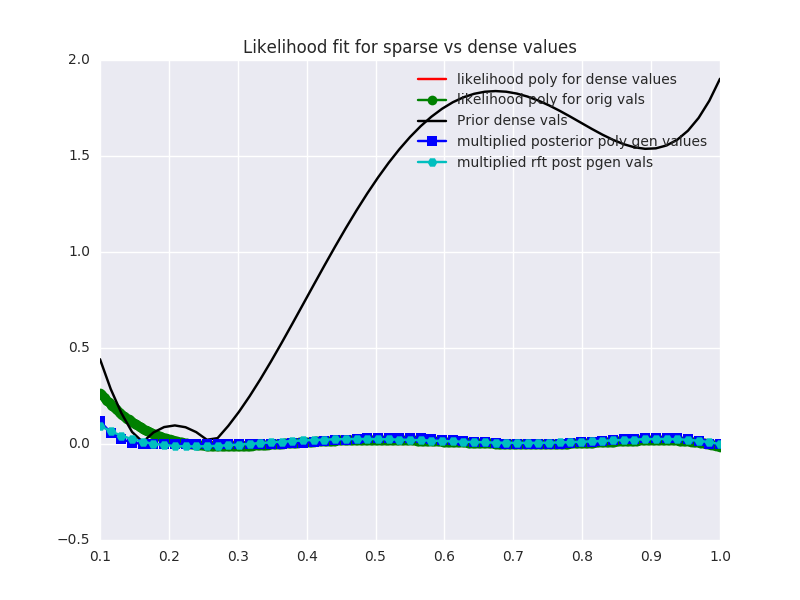 Likelihood fit for sparse vs dense values
likelihood poly for dense values
likelihood poly for orig vals
Prior dense vals
multiplied posterior poly gen values
multiplied rft post pgen vals
2.0
1.5
1.0
0.5
0.0
−0.5
0.1 0.2 0.3 0.4 0.5 0.6 0.7 0.8 0.9 1.0